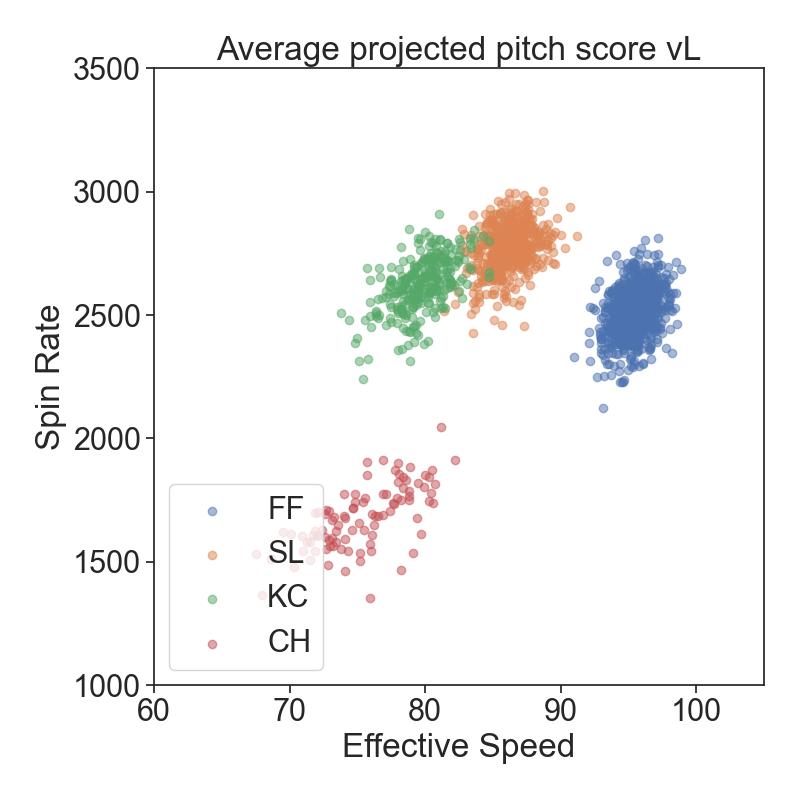 Average projected pitch score vL
3500
3000
2500
2000
1500
1000
Spin Rate
FF
SL
KC
CH
60 70 80 90 100
Effective Speed